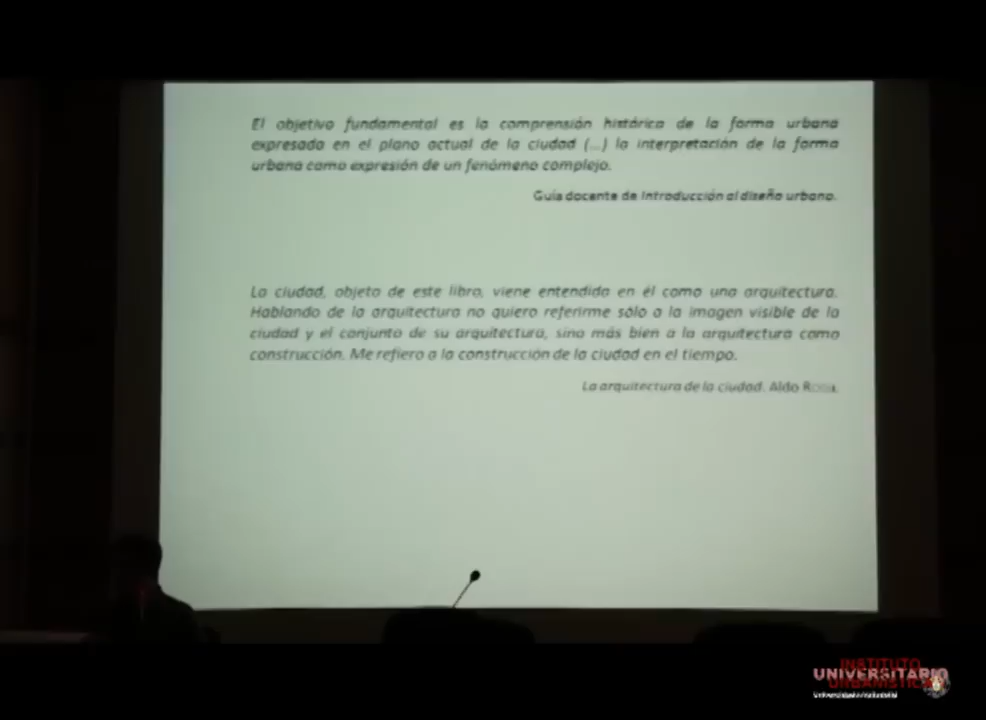 El objetivo fundamental es la comprensión histórica de la forma urbana
expresada en el plano actual de la ciudad (...) la interpretación de la forma
urbana como expresión de un fenómeno complejo.
Guía docente de Introducción al diseño urbano.
La ciudad, objeto de este libro, viene entendida en él como una arquitectura.
Hablando de la arquitectura no quiero referirme sólo a la imagen visible de la
ciudad y el conjunto de su arquitectura, sino más bien a la arquitectura como
construcción. Me refiero a la construcción de la ciudad en el tiempo.
La arquitectura de la ciudad. Aldo Rossi.
INSTITUTO
UNIVERSITARIO